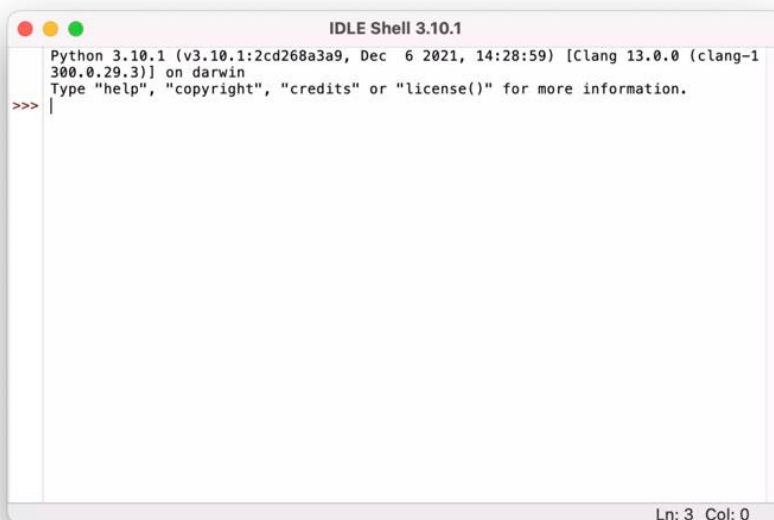 IDLE Shell 3.10.1
Python 3.10.1 (v3.10.1:2cd268a3a9, Dec  6 2021, 14:28:59) [Clang 13.0.0 (clang-1
300.0.29.3)] on darwin
Type "help", "copyright", "credits" or "license()" for more information.
>>>
Ln: 3  Col: 0